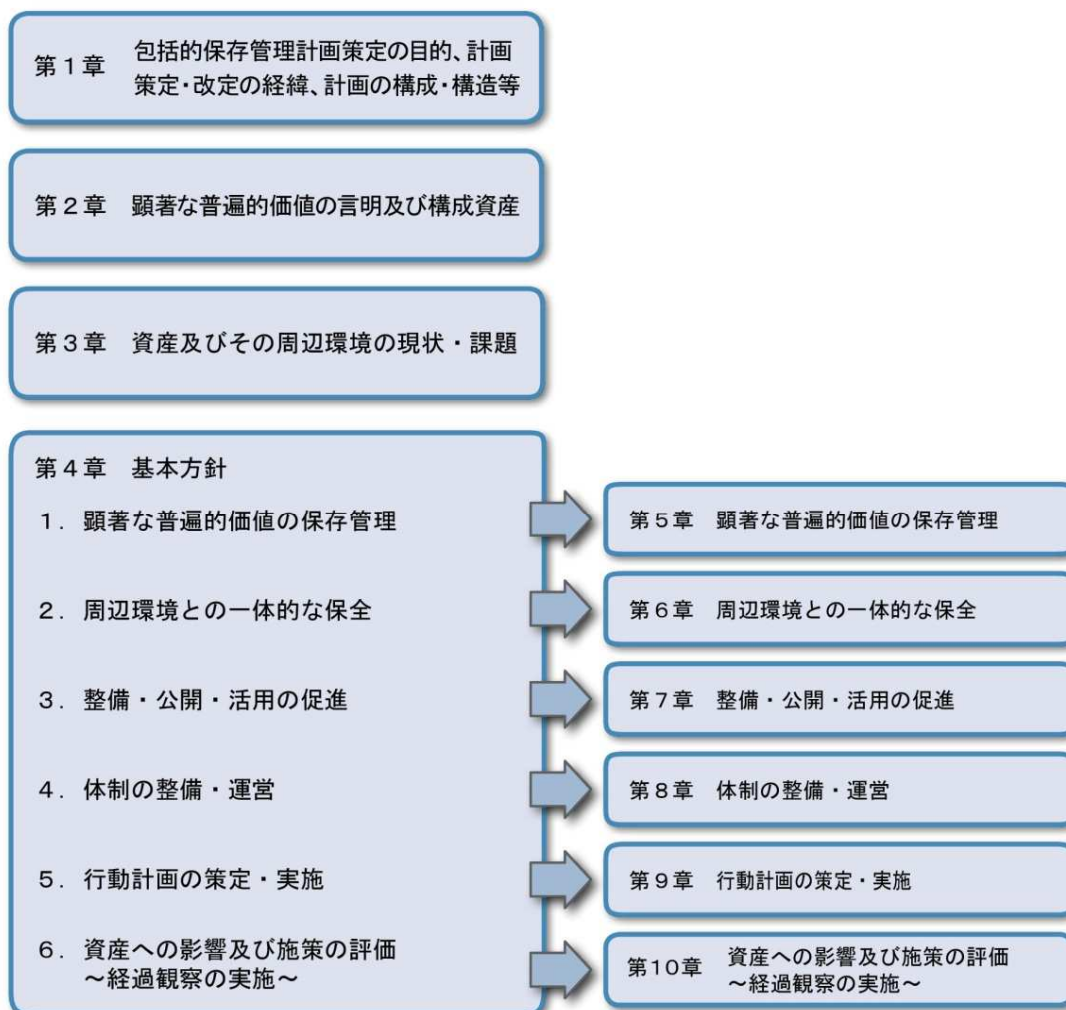 第１章　包括的保存管理計画策定の目的、計画
策定・改定の経緯、計画の構成・構造等
第２章　顕著な普遍的価値の言明及び構成資産
第３章　資産及びその周辺環境の現状・課題
第４章　基本方針
１．顕著な普遍的価値の保存管理
第５章　顕著な普遍的価値の保存管理
２．周辺環境との一体的な保全
第６章　周辺環境との一体的な保全
３．整備・公開・活用の促進
第７章　整備・公開・活用の促進
４．体制の整備・運営
第８章　体制の整備・運営
５．行動計画の策定・実施
第９章　行動計画の策定・実施
６．資産への影響及び施策の評価
～経過観察の実施～
第10章　資産への影響及び施策の評価
～経過観察の実施～